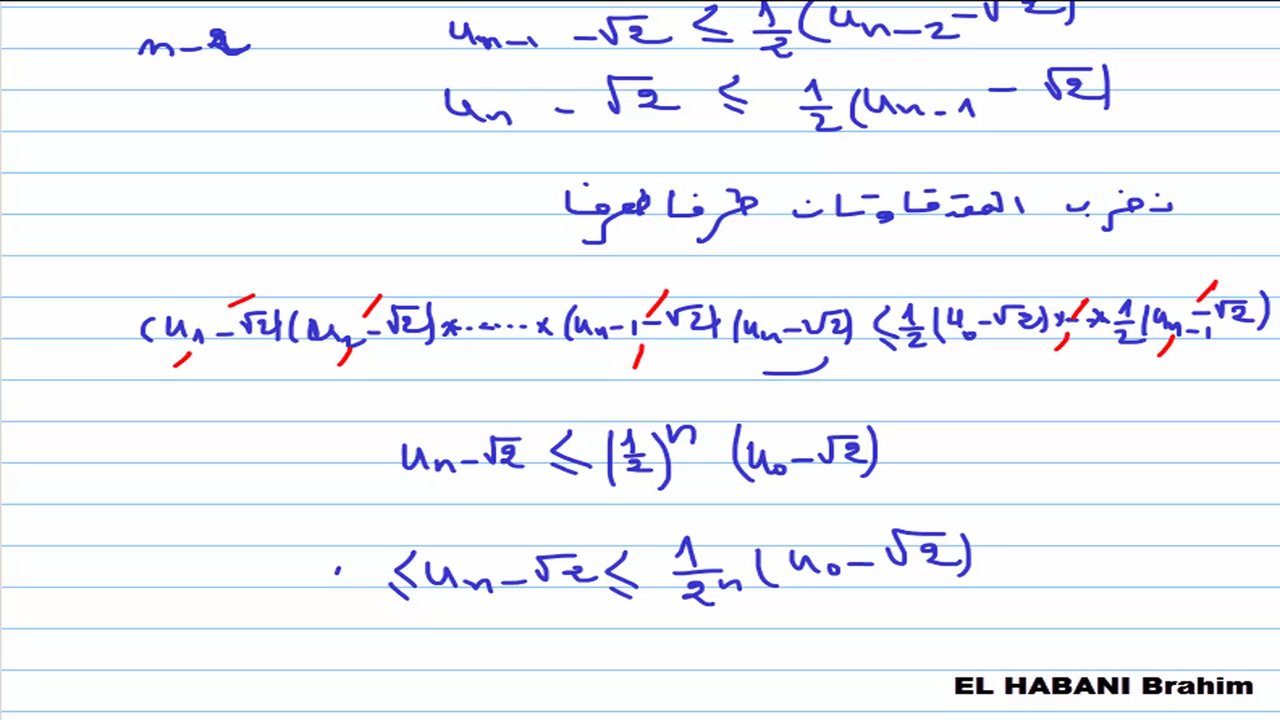 u_{n-1} - √2 ≤ 1/2 (u_{n-2} - √2)
n-2
u_n - √2 ≤ 1/2 (u_{n-1} - √2)
نضرب المتفاوتات طرفا لطرفا
(u_1 - √2)(u_2 - √2) × ...... × (u_{n-1} - √2)(u_n - √2) ≤ 1/2 (u_0 - √2) × ... × 1/2 (u_{n-1} - √2)
u_n - √2 ≤ (1/2)^n (u_0 - √2)
. ≤ u_n - √2 ≤ 1/2^n (u_0 - √2)
EL HABANI Brahim